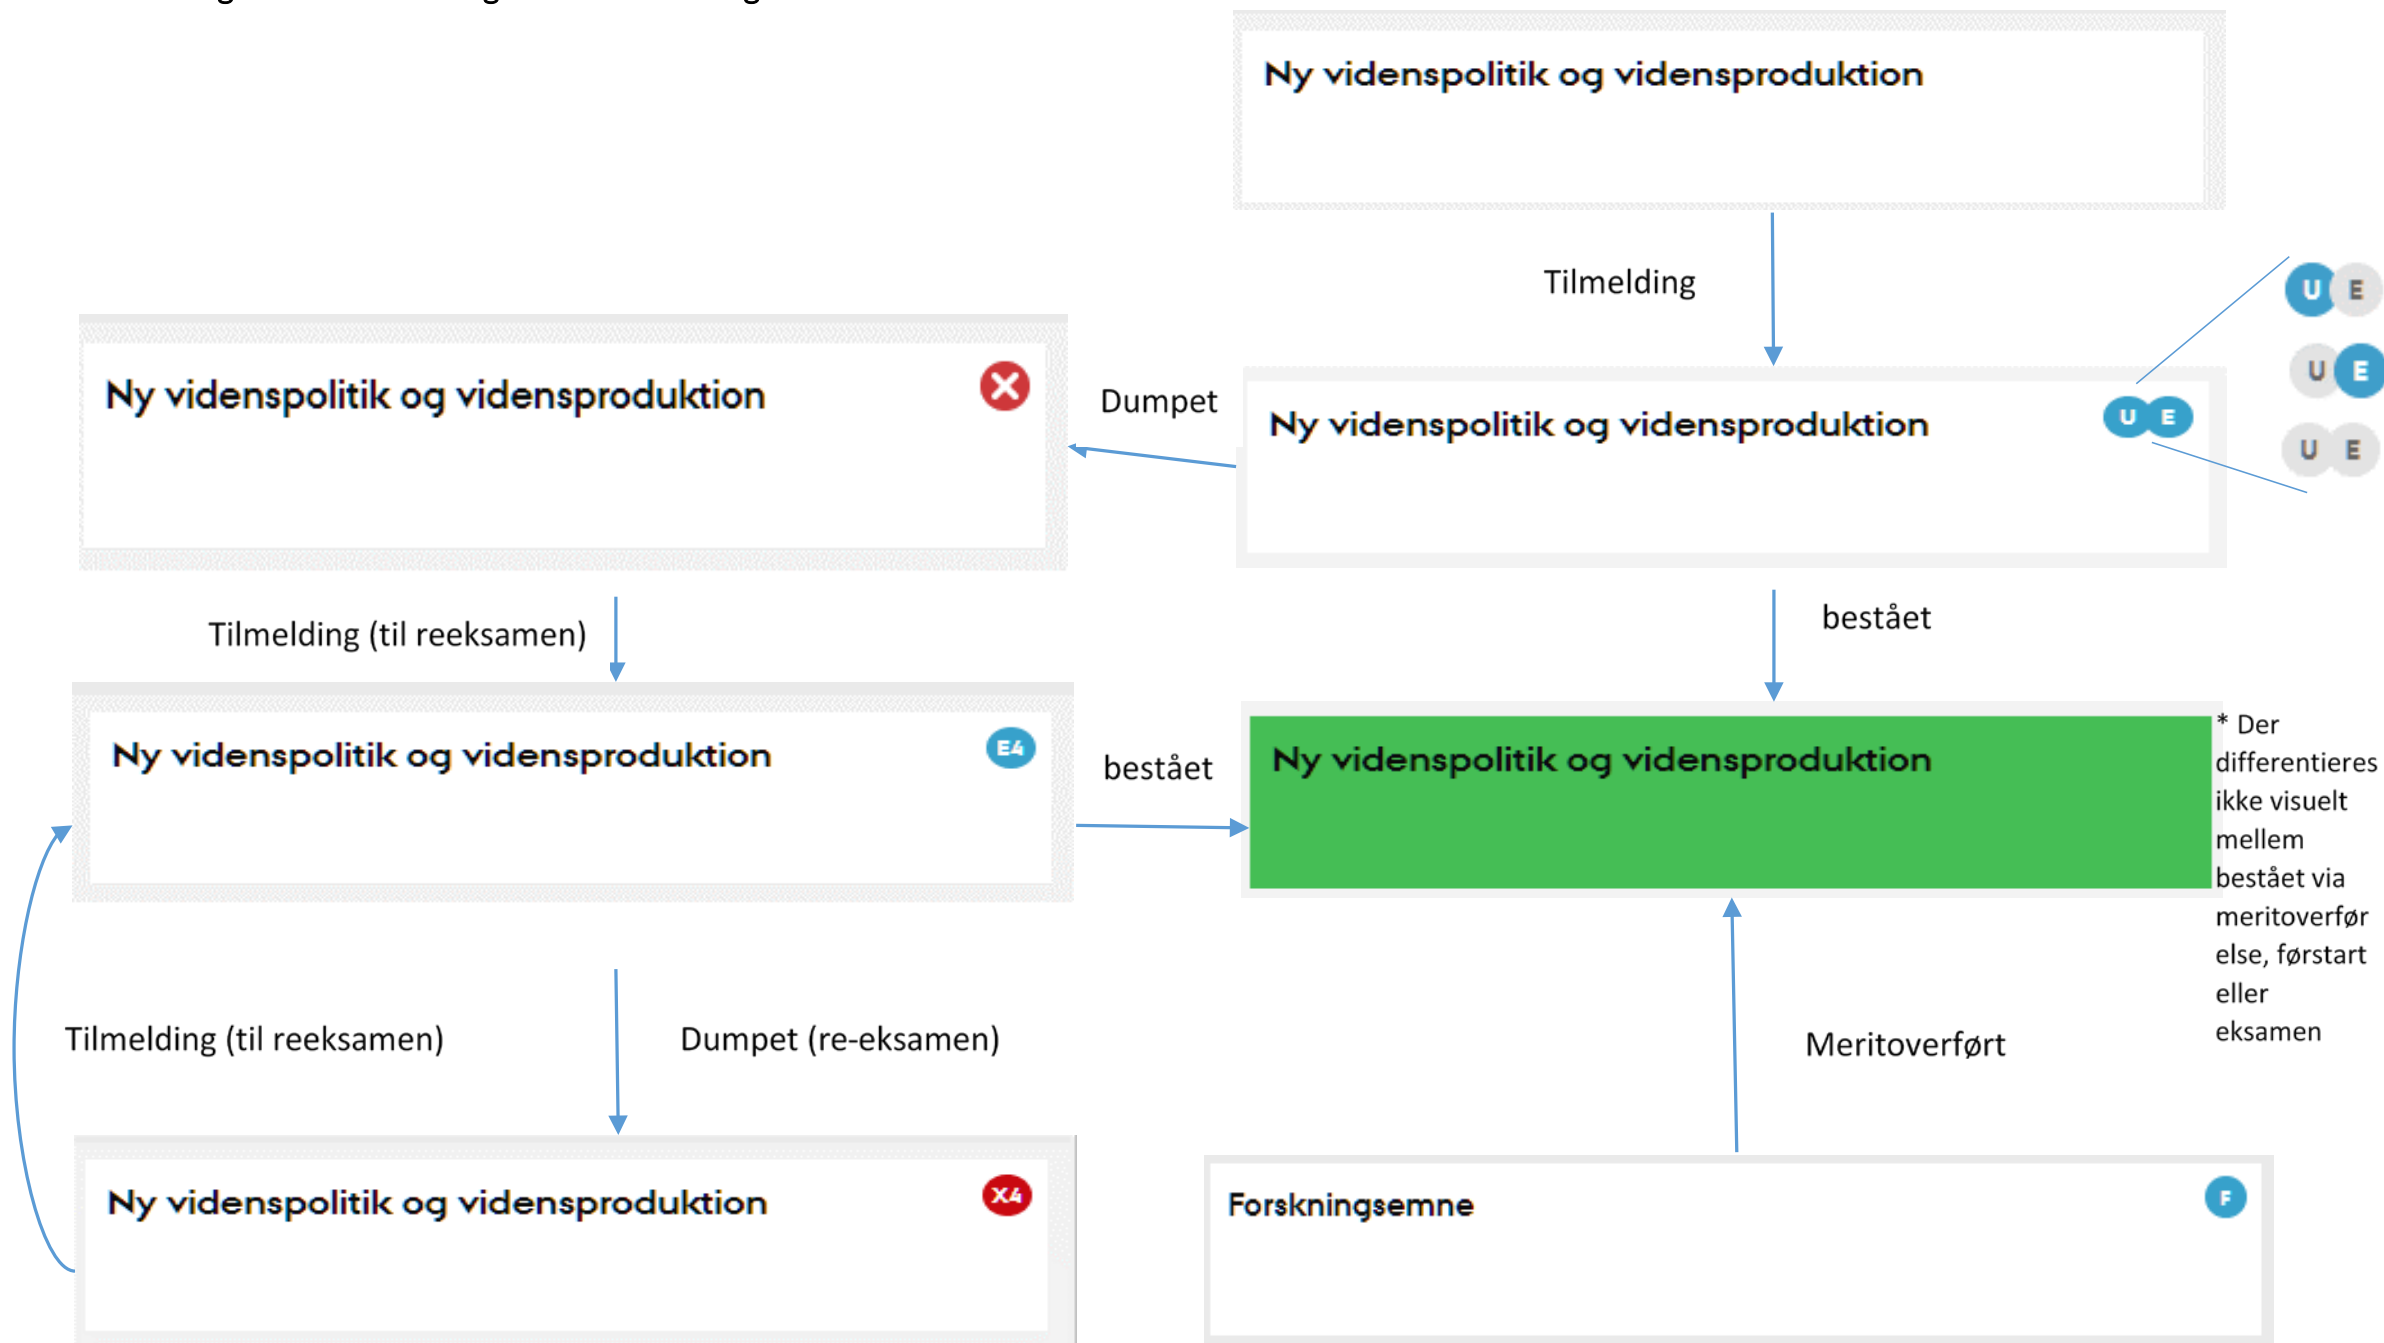 Ny videnspolitik og vidensproduktion
Tilmelding
U E
U E
U E
Ny videnspolitik og vidensproduktion
Dumpet
Ny videnspolitik og vidensproduktion
U E
Tilmelding (til reeksamen)
bestået
Ny videnspolitik og vidensproduktion
E4
bestået
Ny videnspolitik og vidensproduktion
* Der
differentieres
ikke visuelt
mellem
bestået via
meritoverfør
else, førstart
eller
eksamen
Tilmelding (til reeksamen)
Dumpet (re-eksamen)
Meritoverført
Ny videnspolitik og vidensproduktion
X4
Forskningsemne
F